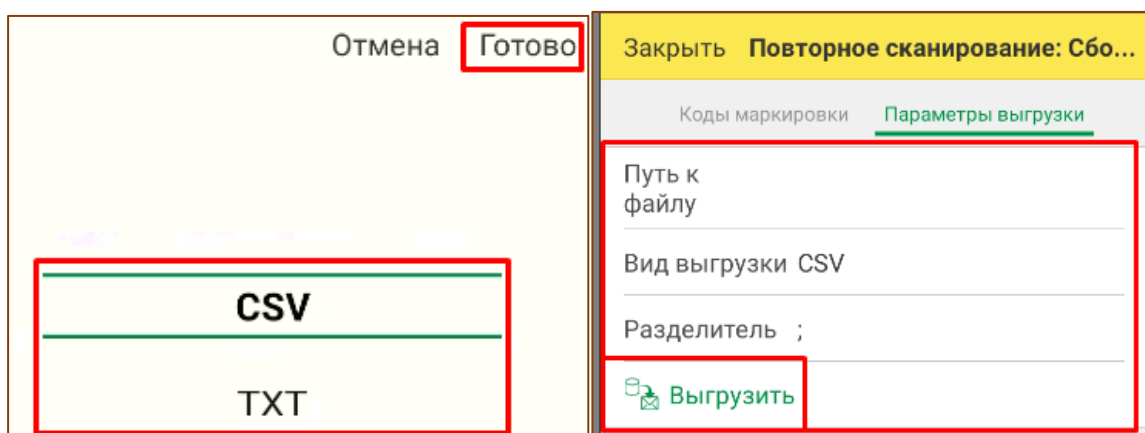 Отмена Готово
CSV
TXT
Закрыть Повторное сканирование: Сбо...
Коды маркировки Параметры выгрузки
Путь к
файлу
Вид выгрузки CSV
Разделитель ;
Выгрузить